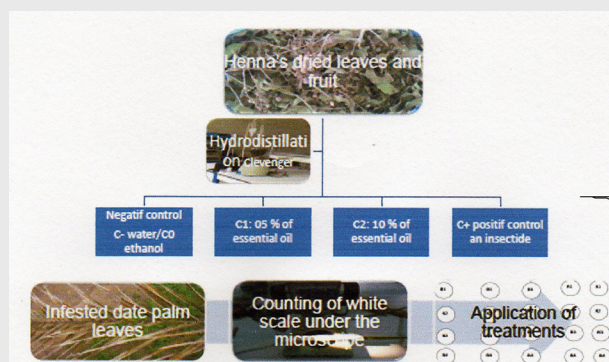 Henna's dried leaves and
fruit
Hydrodistillati
on clevenger
Negatif control
C- water/C0
ethanol
C1: 05 % of
essential oil
C2: 10 % of
essential oil
C+ positif control
an insectide
Infested date palm
leaves
Counting of white
scale under the
microscope
Application of
treatments